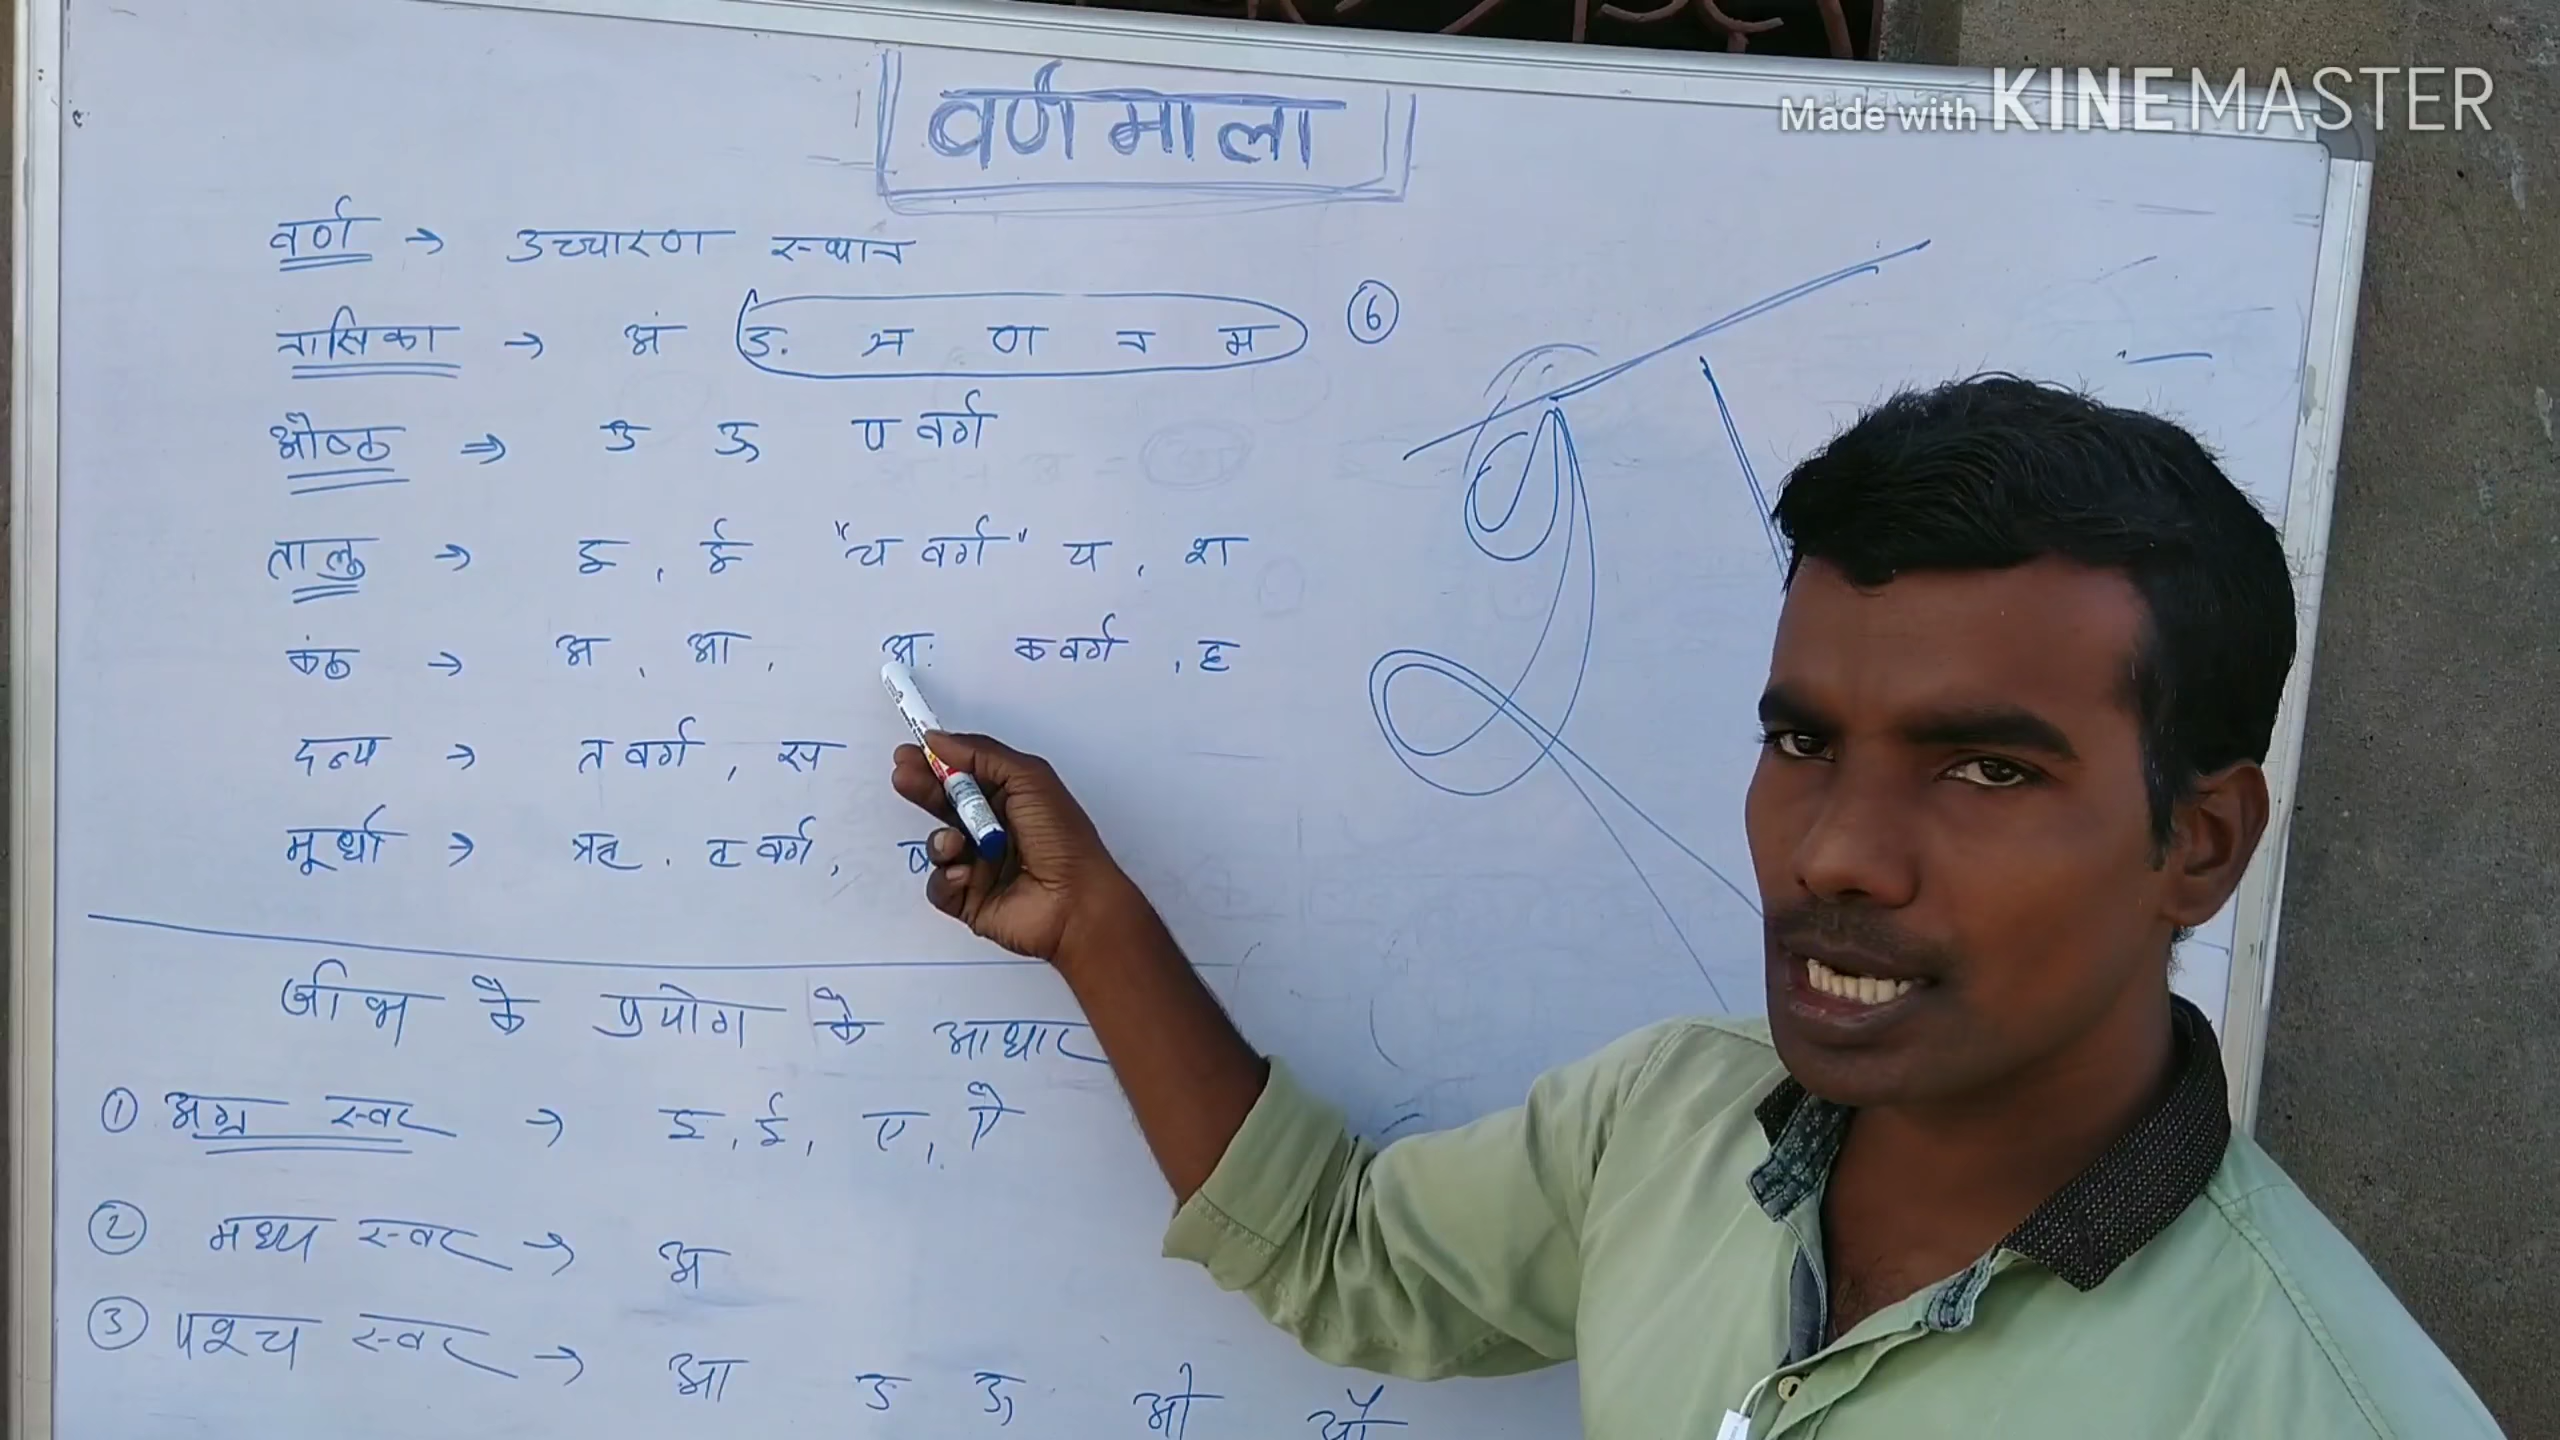 Made with KINEMASTER
वर्णमाला
वर्ण → उच्चारण स्थान
नासिका → अं ङ ञ ण न म ⑥
ओष्ठ → उ ऊ प वर्ग
तालु → इ , ई "च वर्ग" य , श
कंठ → अ , आ , अः क वर्ग , ह
दन्त्य → त वर्ग , स
मूर्धा → ऋ , ट वर्ग , ष
जीभ के प्रयोग के आधार
① अग्र स्वर → इ , ई , ए , ऐ
② मध्य स्वर → अ
③ पश्च स्वर → आ उ ऊ ओ औ